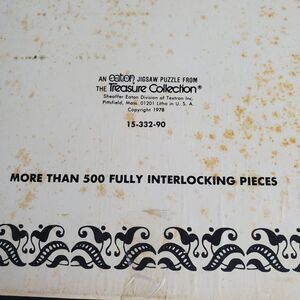 AN eaton JIGSAW PUZZLE FROM
THE Treasure Collection®
Sheaffer Eaton Division of Textron Inc.
Pittsfield, Mass. 01201 Litho in U. S. A.
Copyright 1978
15-332-90
MORE THAN 500 FULLY INTERLOCKING PIECES